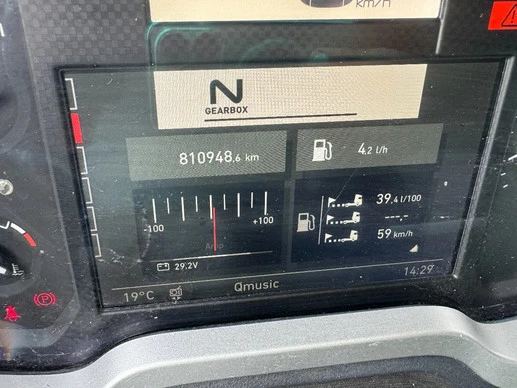 km/h
N
GEARBOX
810948.6 km
4.2 l/h
-100 +100
Amp
39.4 l/100
---,-
59 km/h
29.2V
14:29
19°C Qmusic